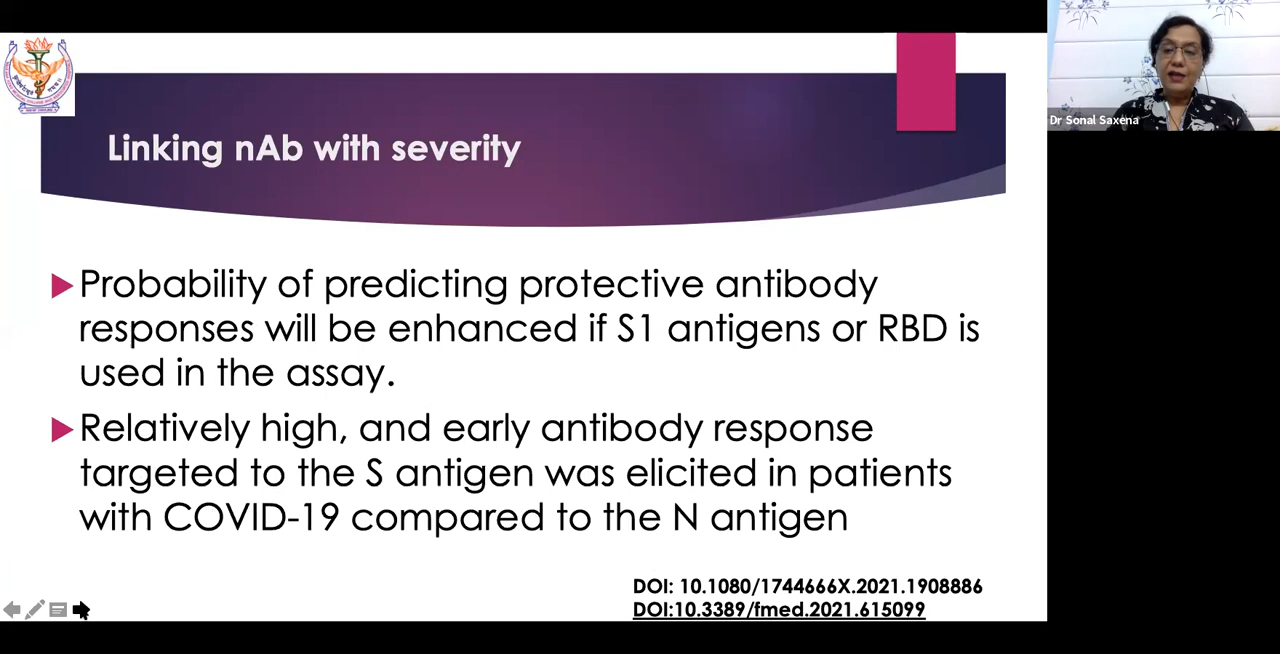 Linking nAb with severity
Dr Sonal Saxena
Probability of predicting protective antibody
responses will be enhanced if S1 antigens or RBD is
used in the assay.
Relatively high, and early antibody response
targeted to the S antigen was elicited in patients
with COVID-19 compared to the N antigen
DOI: 10.1080/1744666X.2021.1908886
DOI:10.3389/fmed.2021.615099